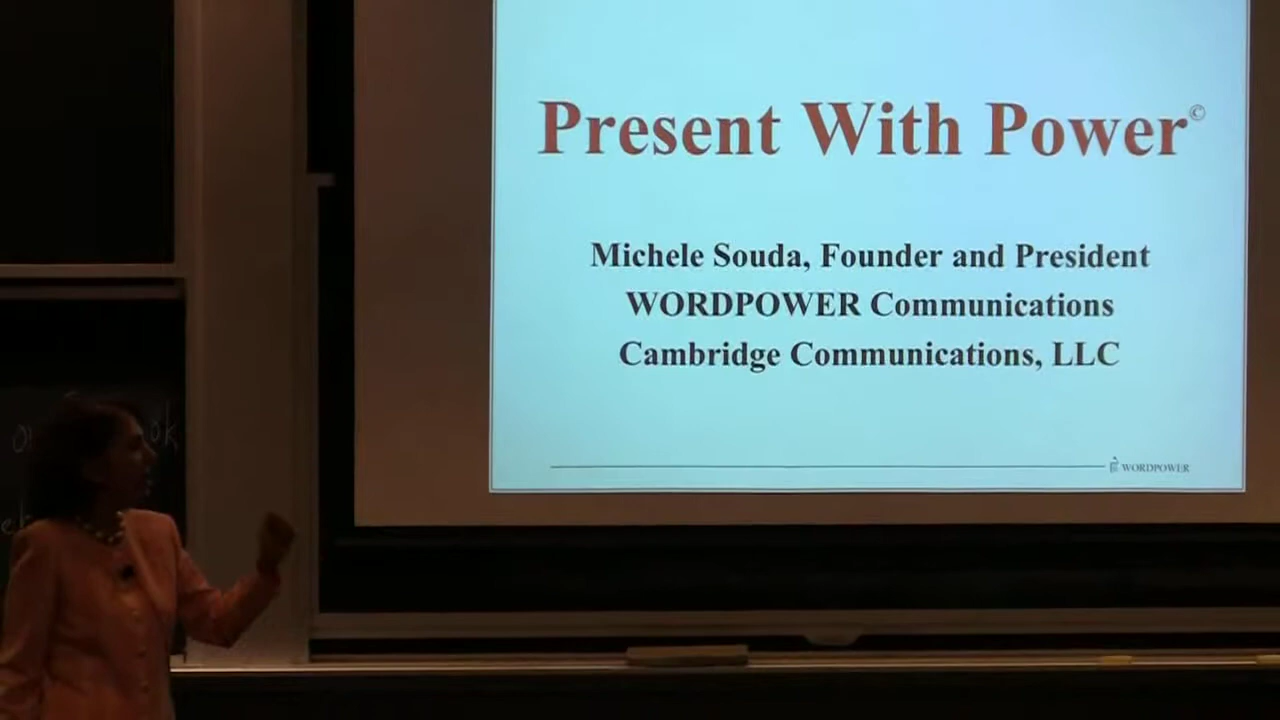 Present With Power©
Michele Souda, Founder and President
WORDPOWER Communications
Cambridge Communications, LLC
WORDPOWER